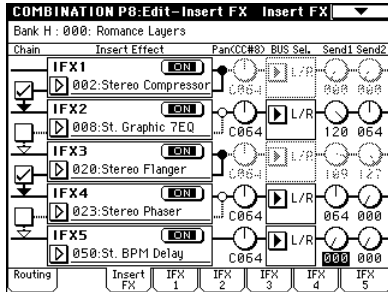 COMBINATION P8:Edit-Insert FX Insert FX
Bank H : 000: Romance Layers
Chain Insert Effect Pan(CC#8) BUS Sel. Send1 Send2
IFX1 ON
002:Stereo Compressor C064 L/R 000 000
IFX2 ON
008:St. Graphic 7EQ C064 L/R 120 064
IFX3 ON
020:Stereo Flanger C064 L/R 127
IFX4 ON
023:Stereo Phaser C064 L/R 064 000
IFX5 ON
050:St. BPM Delay C064 L/R 000 000
Routing Insert FX IFX 1 IFX 2 IFX 3 IFX 4 IFX 5